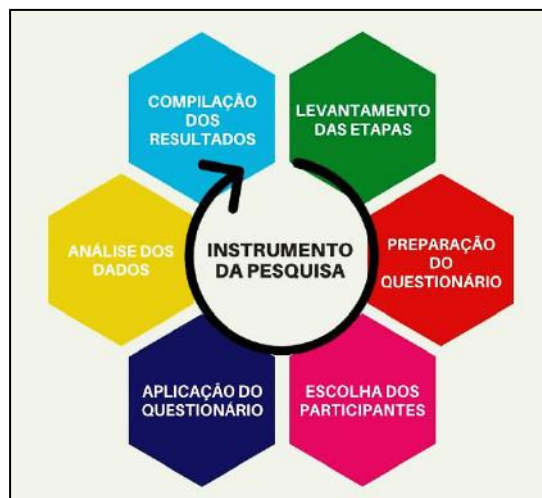 COMPILAÇÃO
DOS
RESULTADOS
LEVANTAMENTO
DAS ETAPAS
ANÁLISE DOS
DADOS
INSTRUMENTO
DA PESQUISA
PREPARAÇÃO
DO
QUESTIONÁRIO
APLICAÇÃO DO
QUESTIONÁRIO
ESCOLHA DOS
PARTICIPANTES